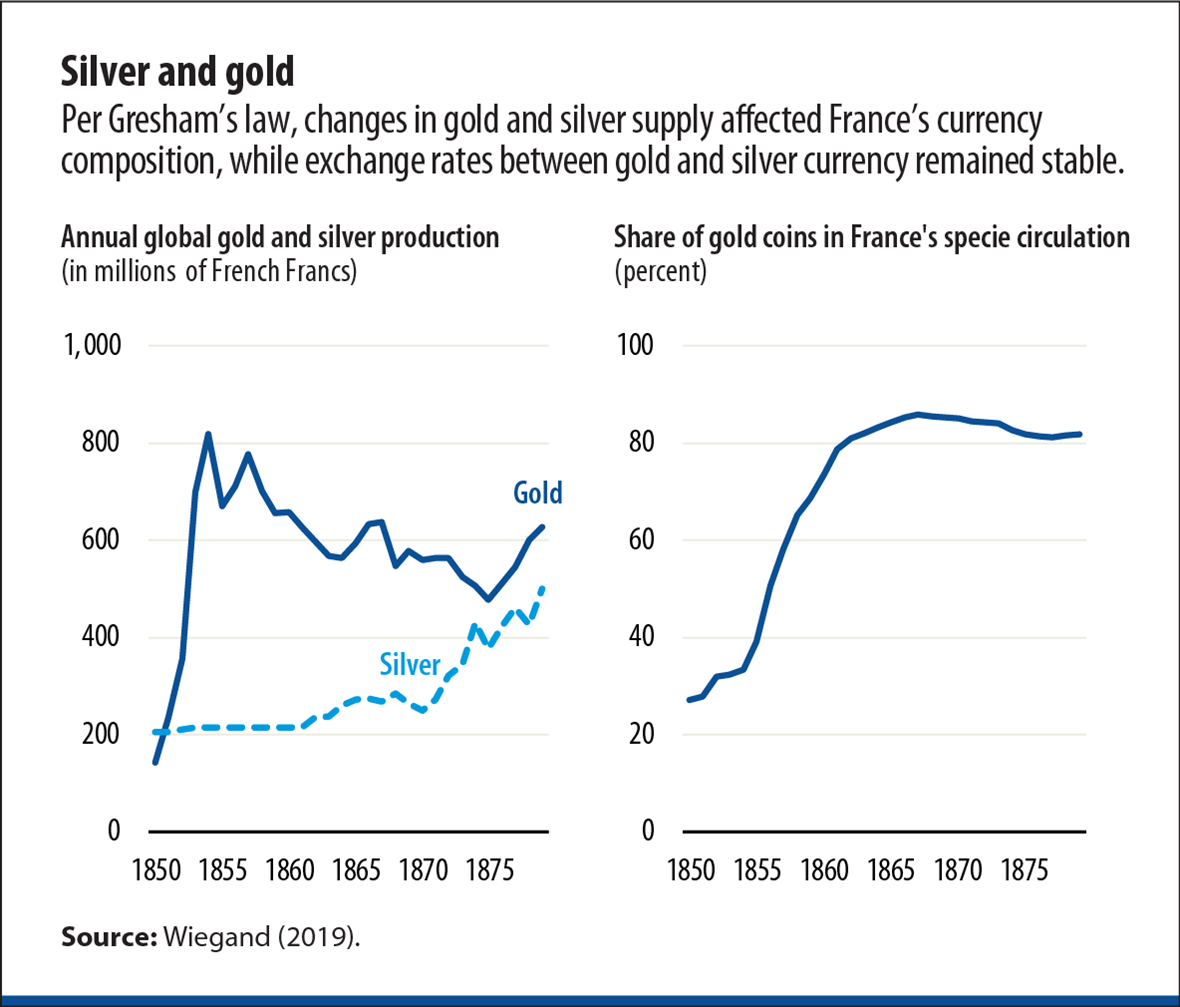 Silver and gold
Per Gresham’s law, changes in gold and silver supply affected France’s currency
composition, while exchange rates between gold and silver currency remained stable.
Annual global gold and silver production
(in millions of French Francs)
1,000
800
600
400
200
0
Gold
Silver
1850 1855 1860 1865 1870 1875
Share of gold coins in France's specie circulation
(percent)
100
80
60
40
20
0
1850 1855 1860 1865 1870 1875
Source: Wiegand (2019).